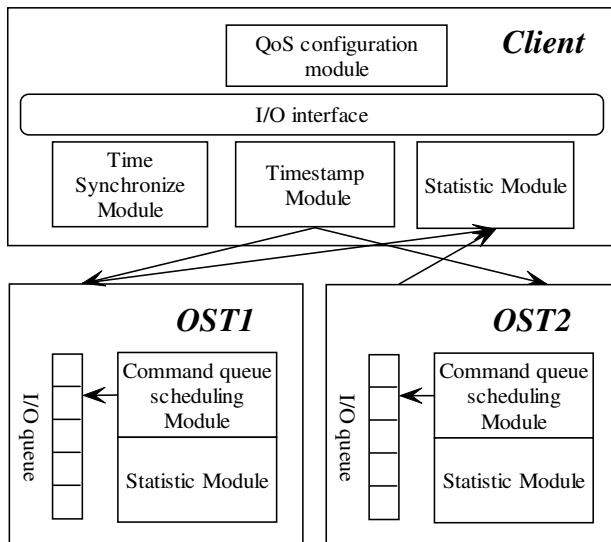 QoS configuration
module
Client
I/O interface
Time
Synchronize
Module
Timestamp
Module
Statistic Module
OST1
I/O queue
Command queue
scheduling
Module
Statistic Module
OST2
I/O queue
Command queue
scheduling
Module
Statistic Module